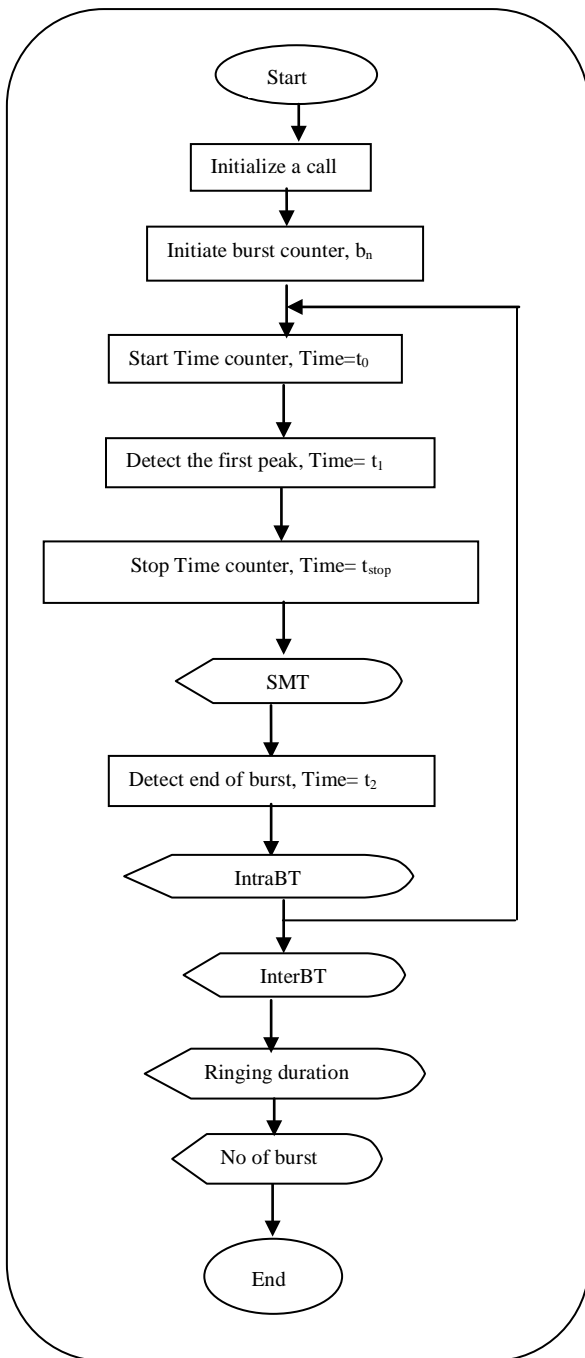 Start
Initialize a call
Initiate burst counter, bn
Start Time counter, Time=t0
Detect the first peak, Time= t1
Stop Time counter, Time= tstop
SMT
Detect end of burst, Time= t2
IntraBT
InterBT
Ringing duration
No of burst
End